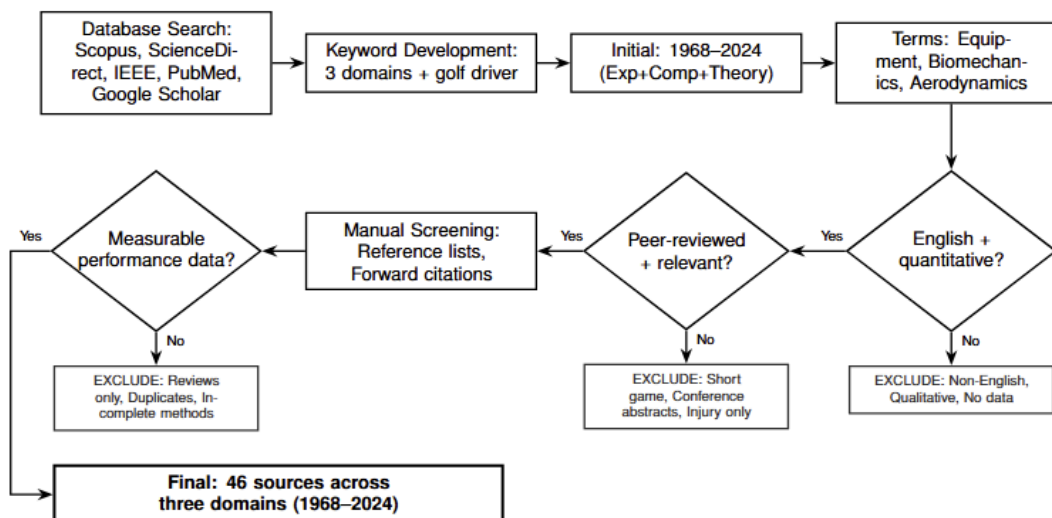 Database Search:
Scopus, ScienceDi-
rect, IEEE, PubMed,
Google Scholar
Keyword Development:
3 domains + golf driver
Initial: 1968–2024
(Exp+Comp+Theory)
Terms: Equip-
ment, Biomechan-
ics, Aerodynamics
English +
quantitative?
Yes
No
EXCLUDE: Non-English,
Qualitative, No data
Peer-reviewed
+ relevant?
Yes
No
EXCLUDE: Short
game, Conference
abstracts, Injury only
Manual Screening:
Reference lists,
Forward citations
Measurable
performance data?
Yes
No
EXCLUDE: Reviews
only, Duplicates, In-
complete methods
Final: 46 sources across
three domains (1968–2024)